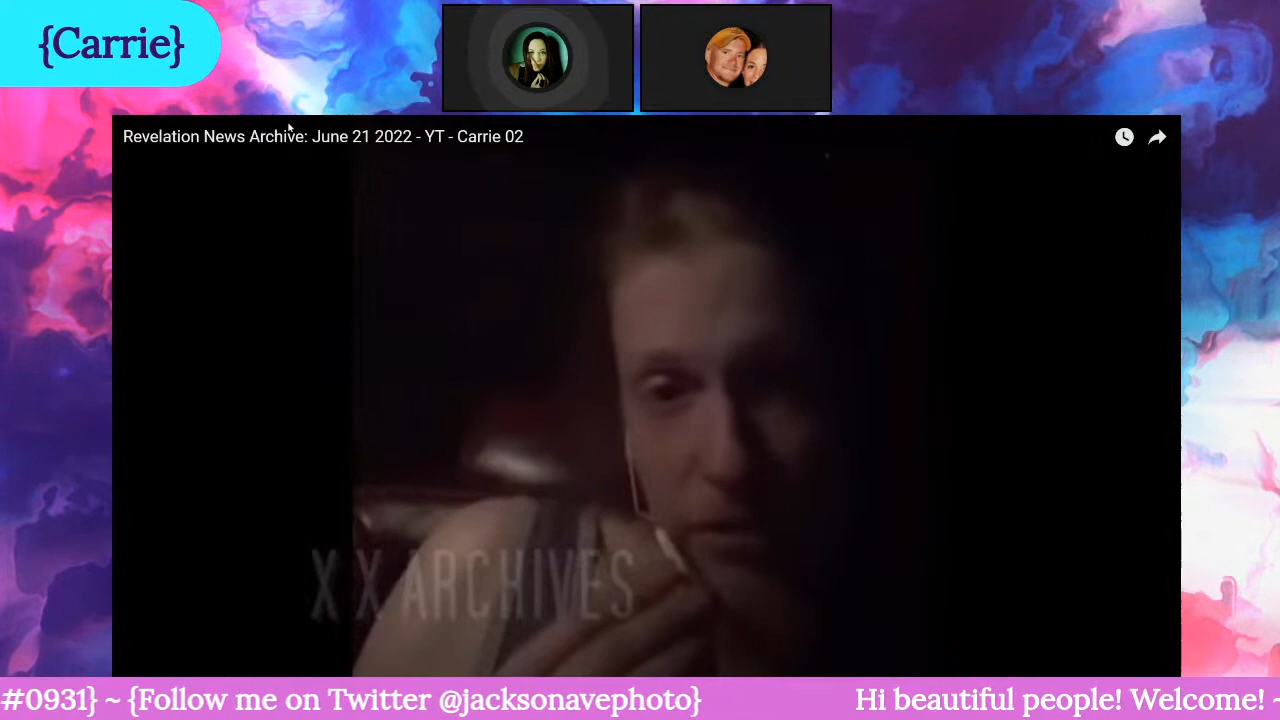 {Carrie}
Revelation News Archive: June 21 2022 - YT - Carrie 02
X X ARCHIVES
#0931} ~ {Follow me on Twitter @jacksonavephoto} Hi beautiful people! Welcome! ~